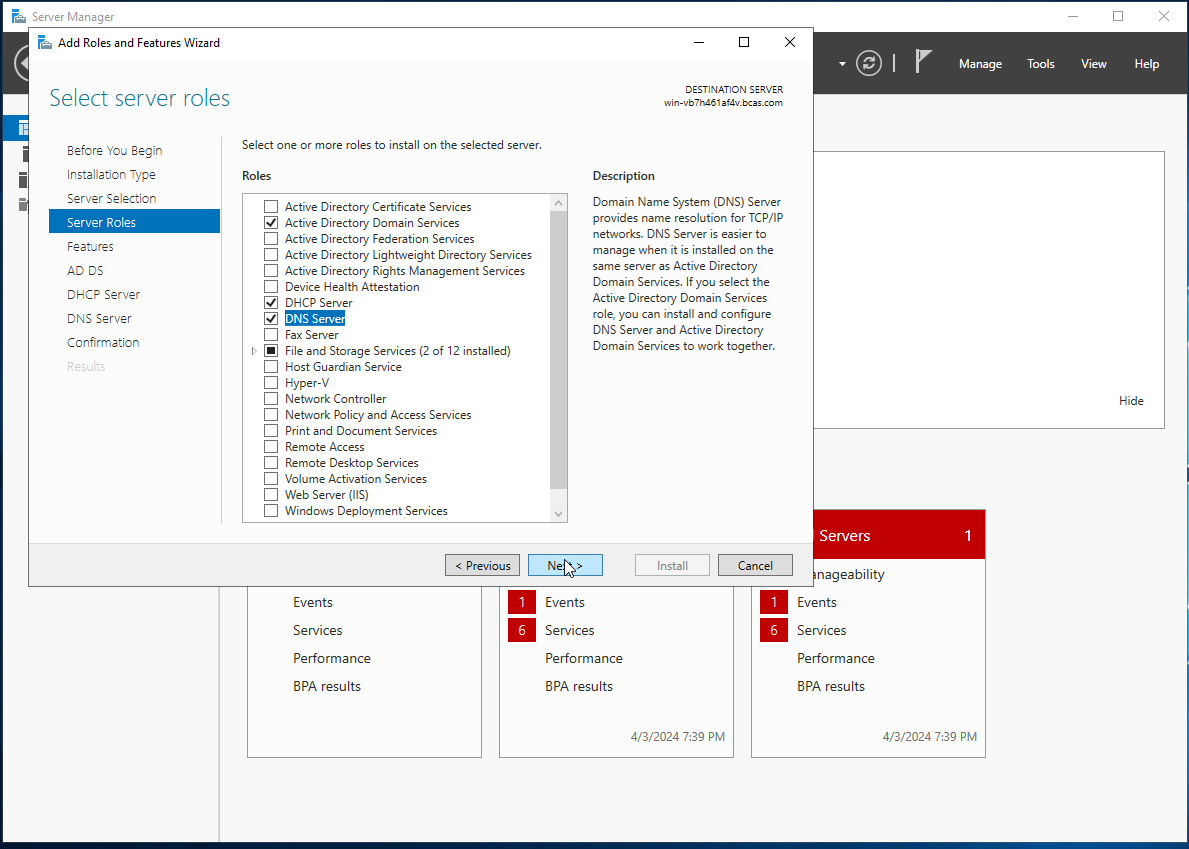 Server Manager
Add Roles and Features Wizard
Manage
Tools
View
Help
Select server roles
DESTINATION SERVER
win-vb7h461af4v.bcas.com
Before You Begin
Installation Type
Server Selection
Server Roles
Features
AD DS
DHCP Server
DNS Server
Confirmation
Results
Select one or more roles to install on the selected server.
Roles
Active Directory Certificate Services
Active Directory Domain Services
Active Directory Federation Services
Active Directory Lightweight Directory Services
Active Directory Rights Management Services
Device Health Attestation
DHCP Server
DNS Server
Fax Server
File and Storage Services (2 of 12 installed)
Host Guardian Service
Hyper-V
Network Controller
Network Policy and Access Services
Print and Document Services
Remote Access
Remote Desktop Services
Volume Activation Services
Web Server (IIS)
Windows Deployment Services
Description
Domain Name System (DNS) Server
provides name resolution for TCP/IP
networks. DNS Server is easier to
manage when it is installed on the
same server as Active Directory
Domain Services. If you select the
Active Directory Domain Services
role, you can install and configure
DNS Server and Active Directory
Domain Services to work together.
Hide
< Previous
Next >
Install
Cancel
Servers 1
anageability
Events
Services
Performance
BPA results
1 Events
6 Services
Performance
BPA results
4/3/2024 7:39 PM
1 Events
6 Services
Performance
BPA results
4/3/2024 7:39 PM